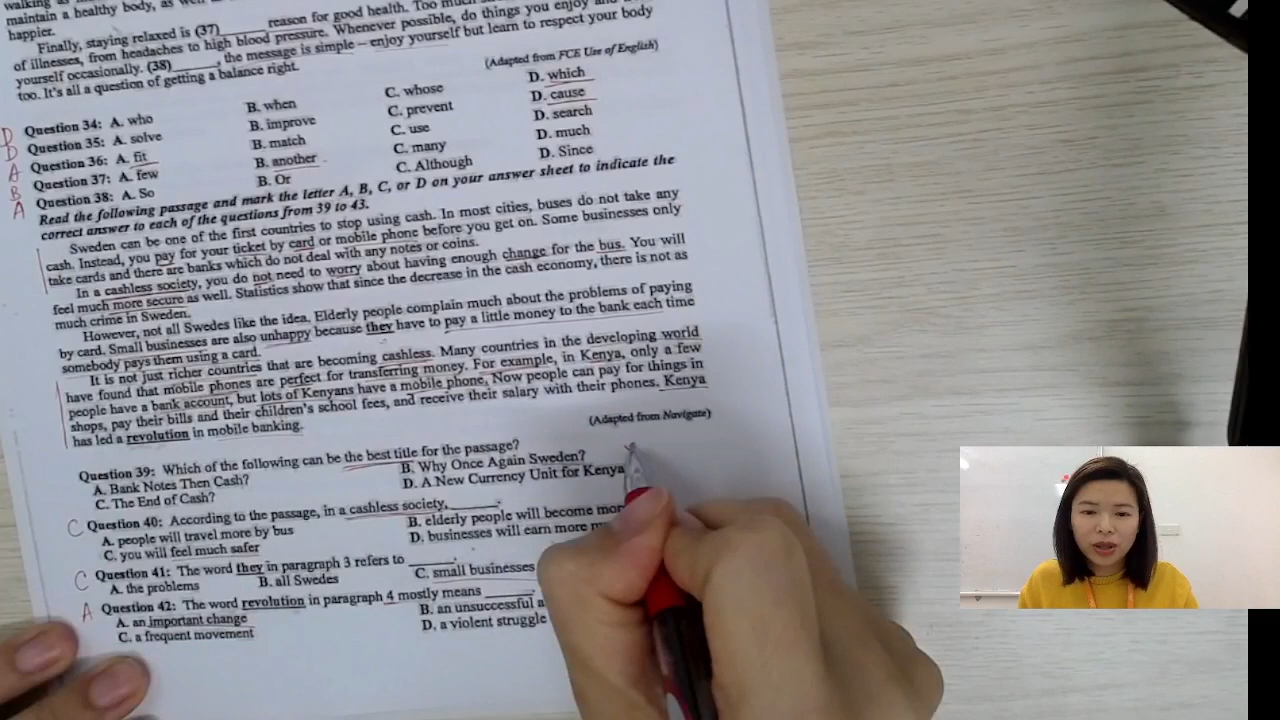 walking as
maintain a healthy body, as well as
happier.
Finally, staying relaxed is (37)_______ reason for good health. Too much
of illnesses, from headaches to high blood pressure. Whenever possible, do things you enjoy and
yourself occasionally. (38)_______, the message is simple – enjoy yourself but learn to respect your body
too. It's all a question of getting a balance right.
(Adapted from FCE Use of English)
D Question 34: A. who B. when C. whose D. which
D Question 35: A. solve B. improve C. prevent D. cause
A Question 36: A. fit B. match C. use D. search
B Question 37: A. few B. another C. many D. much
A Question 38: A. So B. Or C. Although D. Since
Read the following passage and mark the letter A, B, C, or D on your answer sheet to indicate the
correct answer to each of the questions from 39 to 43.
Sweden can be one of the first countries to stop using cash. In most cities, buses do not take any
cash. Instead, you pay for your ticket by card or mobile phone before you get on. Some businesses only
take cards and there are banks which do not deal with any notes or coins.
In a cashless society, you do not need to worry about having enough change for the bus. You will
feel much more secure as well. Statistics show that since the decrease in the cash economy, there is not as
much crime in Sweden.
However, not all Swedes like the idea. Elderly people complain much about the problems of paying
by card. Small businesses are also unhappy because they have to pay a little money to the bank each time
somebody pays them using a card.
It is not just richer countries that are becoming cashless. Many countries in the developing world
have found that mobile phones are perfect for transferring money. For example, in Kenya, only a few
people have a bank account, but lots of Kenyans have a mobile phone. Now people can pay for things in
shops, pay their bills and their children's school fees, and receive their salary with their phones. Kenya
has led a revolution in mobile banking.
(Adapted from Navigate)
Question 39: Which of the following can be the best title for the passage?
A. Bank Notes Then Cash? B. Why Once Again Sweden?
C. The End of Cash? D. A New Currency Unit for Kenya
C Question 40: According to the passage, in a cashless society, _______.
A. people will travel more by bus B. elderly people will become
C. you will feel much safer D. businesses will earn more
C Question 41: The word they in paragraph 3 refers to _______.
A. the problems B. all Swedes C. small businesses
A Question 42: The word revolution in paragraph 4 mostly means _______.
A. an important change B. an unsuccessful
C. a frequent movement D. a violent struggle